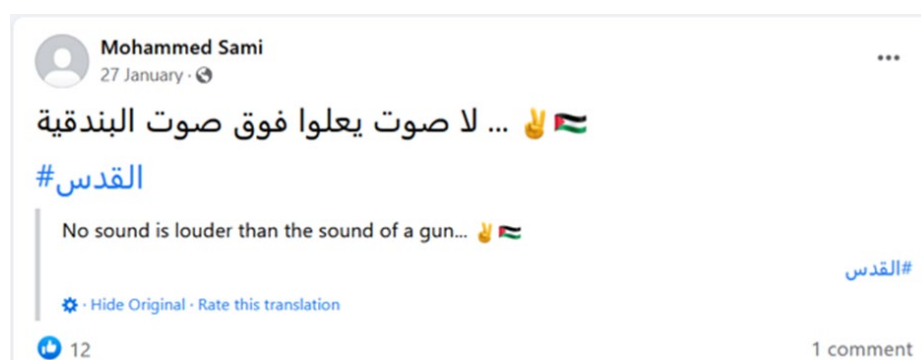 Mohammed Sami
27 January ·
لا صوت يعلوا فوق صوت البندقية ... ✌🇵🇸
#القدس
No sound is louder than the sound of a gun... ✌🇵🇸
#القدس
· Hide Original · Rate this translation
12
1 comment